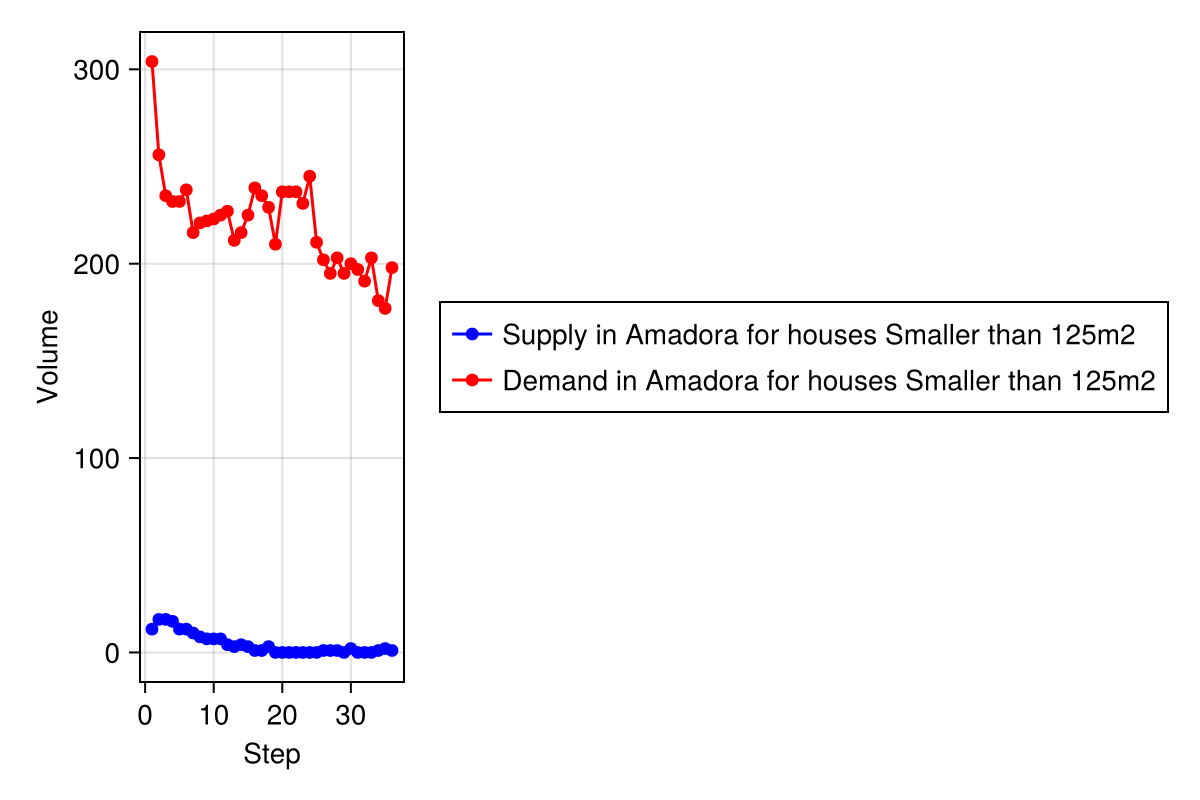 300
200
100
0
Volume
0 10 20 30
Step
Supply in Amadora for houses Smaller than 125m2
Demand in Amadora for houses Smaller than 125m2